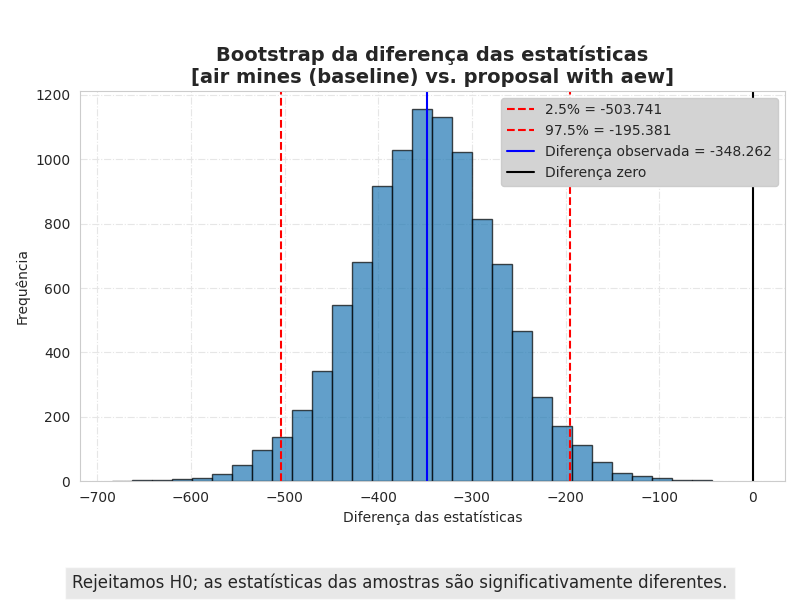 Bootstrap da diferença das estatísticas
[air mines (baseline) vs. proposal with aew]
1200
1000
800
600
400
200
0
Frequência
2.5% = -503.741
97.5% = -195.381
Diferença observada = -348.262
Diferença zero
−700 −600 −500 −400 −300 −200 −100 0
Diferença das estatísticas
Rejeitamos H0; as estatísticas das amostras são significativamente diferentes.